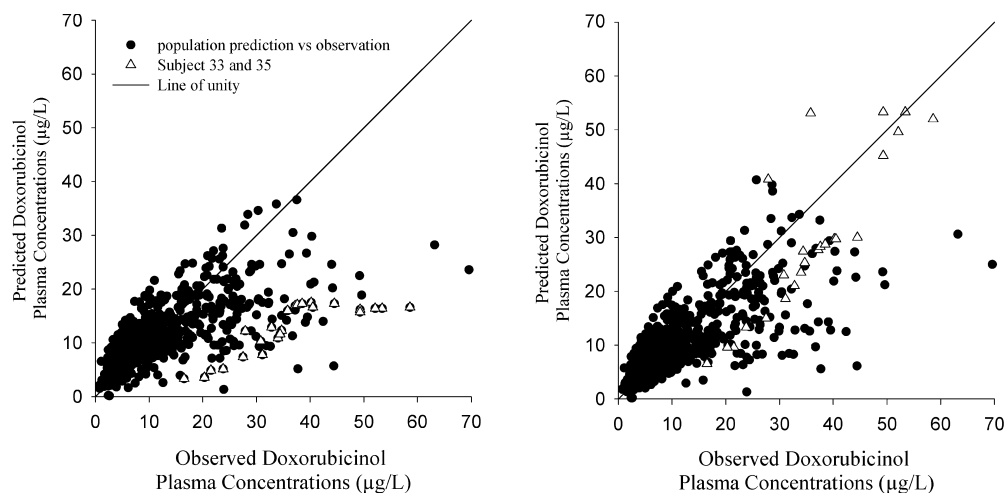 70
60
50
40
30
20
10
0
Predicted Doxorubicinol
Plasma Concentrations (µg/L)
population prediction vs observation
Subject 33 and 35
Line of unity
0 10 20 30 40 50 60 70
Observed Doxorubicinol
Plasma Concentrations (µg/L)
70
60
50
40
30
20
10
0
Predicted Doxorubicinol
Plasma Concentrations (µg/L)
0 10 20 30 40 50 60 70
Observed Doxorubicinol
Plasma Concentrations (µg/L)